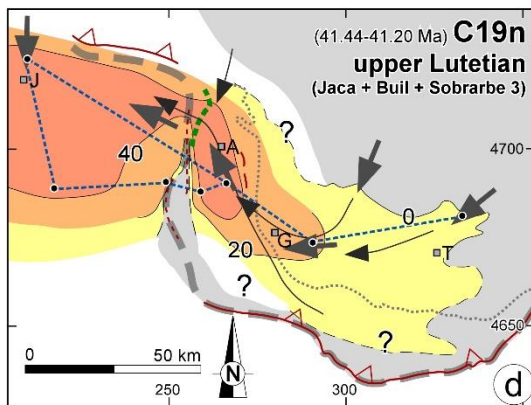 (41.44-41.20 Ma) C19n
upper Lutetian
(Jaca + Buil + Sobrarbe 3)
J
?
40
A
4700
0
20
G
T
?
?
4650
0 50 km
N
250
300
d